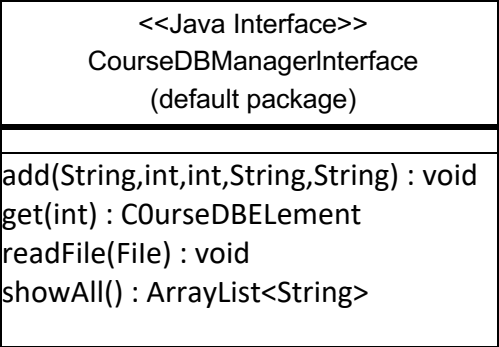 <<Java Interface>>
CourseDBManagerInterface
(default package)
add(String,int,int,String,String) : void
get(int) : C0urseDBELement
readFile(FiIe) : void
showAll() : ArrayList<String>